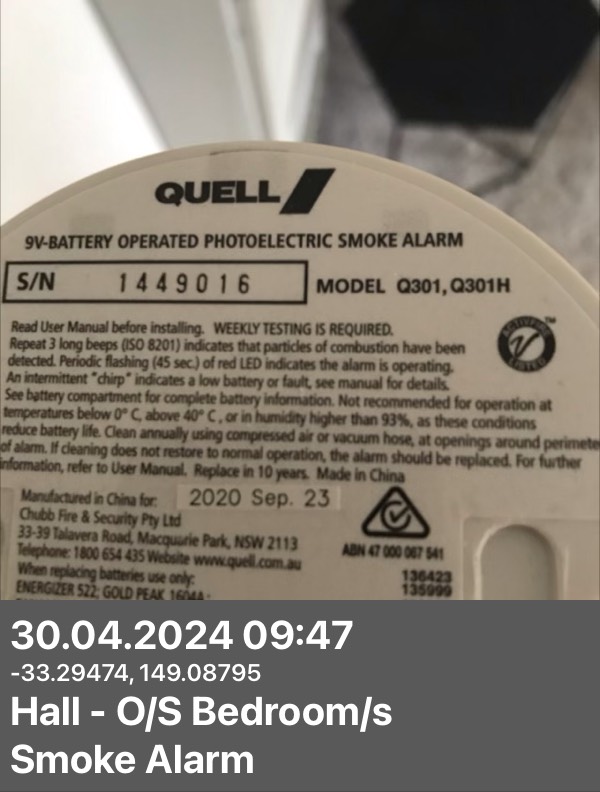 QUELL
9V-BATTERY OPERATED PHOTOELECTRIC SMOKE ALARM
S/N 1449016 MODEL Q301, Q301H
Read User Manual before installing. WEEKLY TESTING IS REQUIRED.
Repeat 3 long beeps (ISO 8201) indicates that particles of combustion have been
detected. Periodic flashing (45 sec.) of red LED indicates the alarm is operating.
An intermittent "chirp" indicates a low battery or fault, see manual for details.
See battery compartment for complete battery information. Not recommended for operation at
temperatures below 0° C, above 40° C, or in humidity higher than 93%, as these conditions
reduce battery life. Clean annually using compressed air or vacuum hose, at openings around perimete
of alarm. If cleaning does not restore to normal operation, the alarm should be replaced. For further
information, refer to User Manual. Replace in 10 years. Made in China
Manufactured in China for: 2020 Sep. 23
Chubb Fire & Security Pty Ltd
33-39 Talavera Road, Macquarie Park, NSW 2113
Telephone: 1800 654 435 Website www.quell.com.au
ABN 47 000 067 541
When replacing batteries use only:
136423
ENERGIZER 522; GOLD PEAK 1604A
135999
30.04.2024 09:47
-33.29474, 149.08795
Hall - O/S Bedroom/s
Smoke Alarm